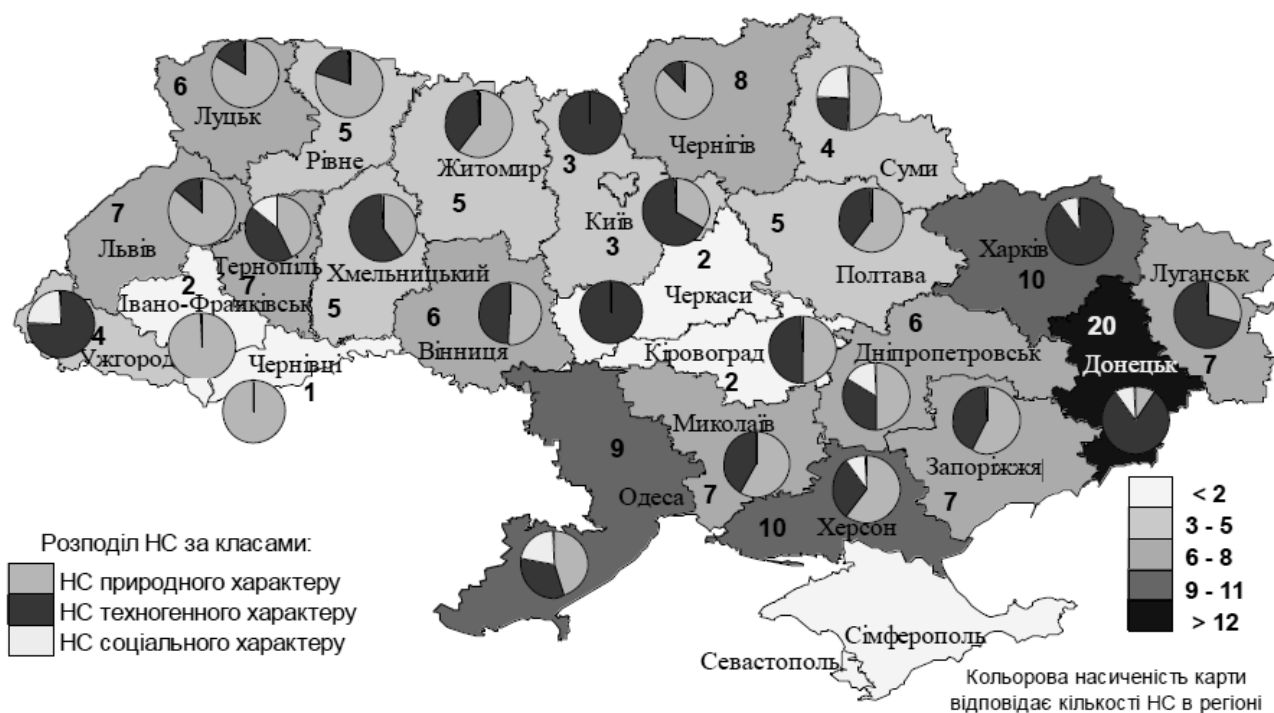 6
Луцьк
5
Рівне
Житомир
5
3
Київ
3
8
Чернігів
4
Суми
7
Львів
Тернопіль
7
Хмельницький
5
2
Івано-Франківськ
4
Ужгород
Чернівці
1
6
Вінниця
2
Черкаси
5
Полтава
Харків
10
Луганськ
7
20
Донецьк
Кіровоград
2
6
Дніпропетровськ
Миколаїв
7
Запоріжжя
7
9
Одеса
10
Херсон
Сімферополь
Севастополь
Розподіл НС за класами:
НС природного характеру
НС техногенного характеру
НС соціального характеру
< 2
3 - 5
6 - 8
9 - 11
> 12
Кольорова насиченість карти
відповідає кількості НС в регіоні